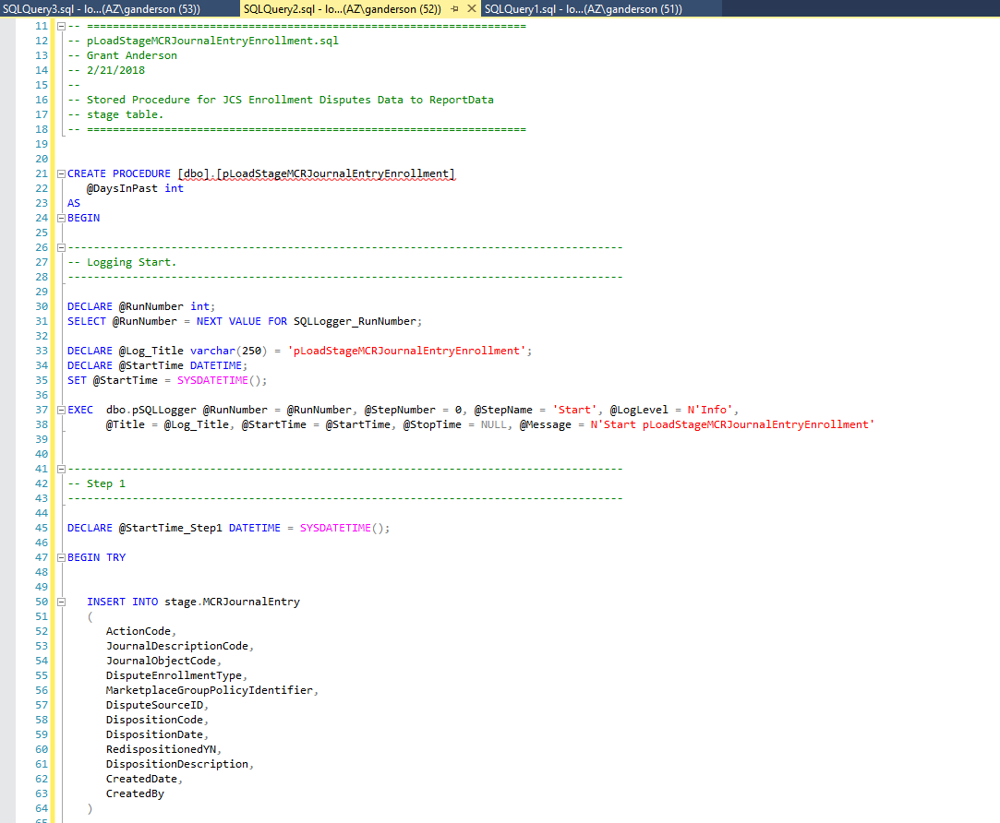 SQLQuery3.sql - lo...(AZ\ganderson (53)) SQLQuery2.sql - lo...(AZ\ganderson (52)) SQLQuery1.sql - lo...(AZ\ganderson (51))
11 -- ====================================================================
12 -- pLoadStageMCRJournalEntryEnrollment.sql
13 -- Grant Anderson
14 -- 2/21/2018
15 --
16 -- Stored Procedure for JCS Enrollment Disputes Data to ReportData
17 -- stage table.
18 -- ====================================================================
19
20
21 CREATE PROCEDURE [dbo].[pLoadStageMCRJournalEntryEnrollment]
22 @DaysInPast int
23 AS
24 BEGIN
25
26 --------------------------------------------------------------------------------------
27 -- Logging Start.
28 --------------------------------------------------------------------------------------
29
30 DECLARE @RunNumber int;
31 SELECT @RunNumber = NEXT VALUE FOR SQLLogger_RunNumber;
32
33 DECLARE @Log_Title varchar(250) = 'pLoadStageMCRJournalEntryEnrollment';
34 DECLARE @StartTime DATETIME;
35 SET @StartTime = SYSDATETIME();
36
37 EXEC dbo.pSQLLogger @RunNumber = @RunNumber, @StepNumber = 0, @StepName = 'Start', @LogLevel = N'Info',
38 @Title = @Log_Title, @StartTime = @StartTime, @StopTime = NULL, @Message = N'Start pLoadStageMCRJournalEntryEnrollment'
39
40
41 --------------------------------------------------------------------------------------
42 -- Step 1
43 --------------------------------------------------------------------------------------
44
45 DECLARE @StartTime_Step1 DATETIME = SYSDATETIME();
46
47 BEGIN TRY
48
49
50 INSERT INTO stage.MCRJournalEntry
51 (
52 ActionCode,
53 JournalDescriptionCode,
54 JournalObjectCode,
55 DisputeEnrollmentType,
56 MarketplaceGroupPolicyIdentifier,
57 DisputeSourceID,
58 DispositionCode,
59 DispositionDate,
60 RedispositionedYN,
61 DispositionDescription,
62 CreatedDate,
63 CreatedBy
64 )
65